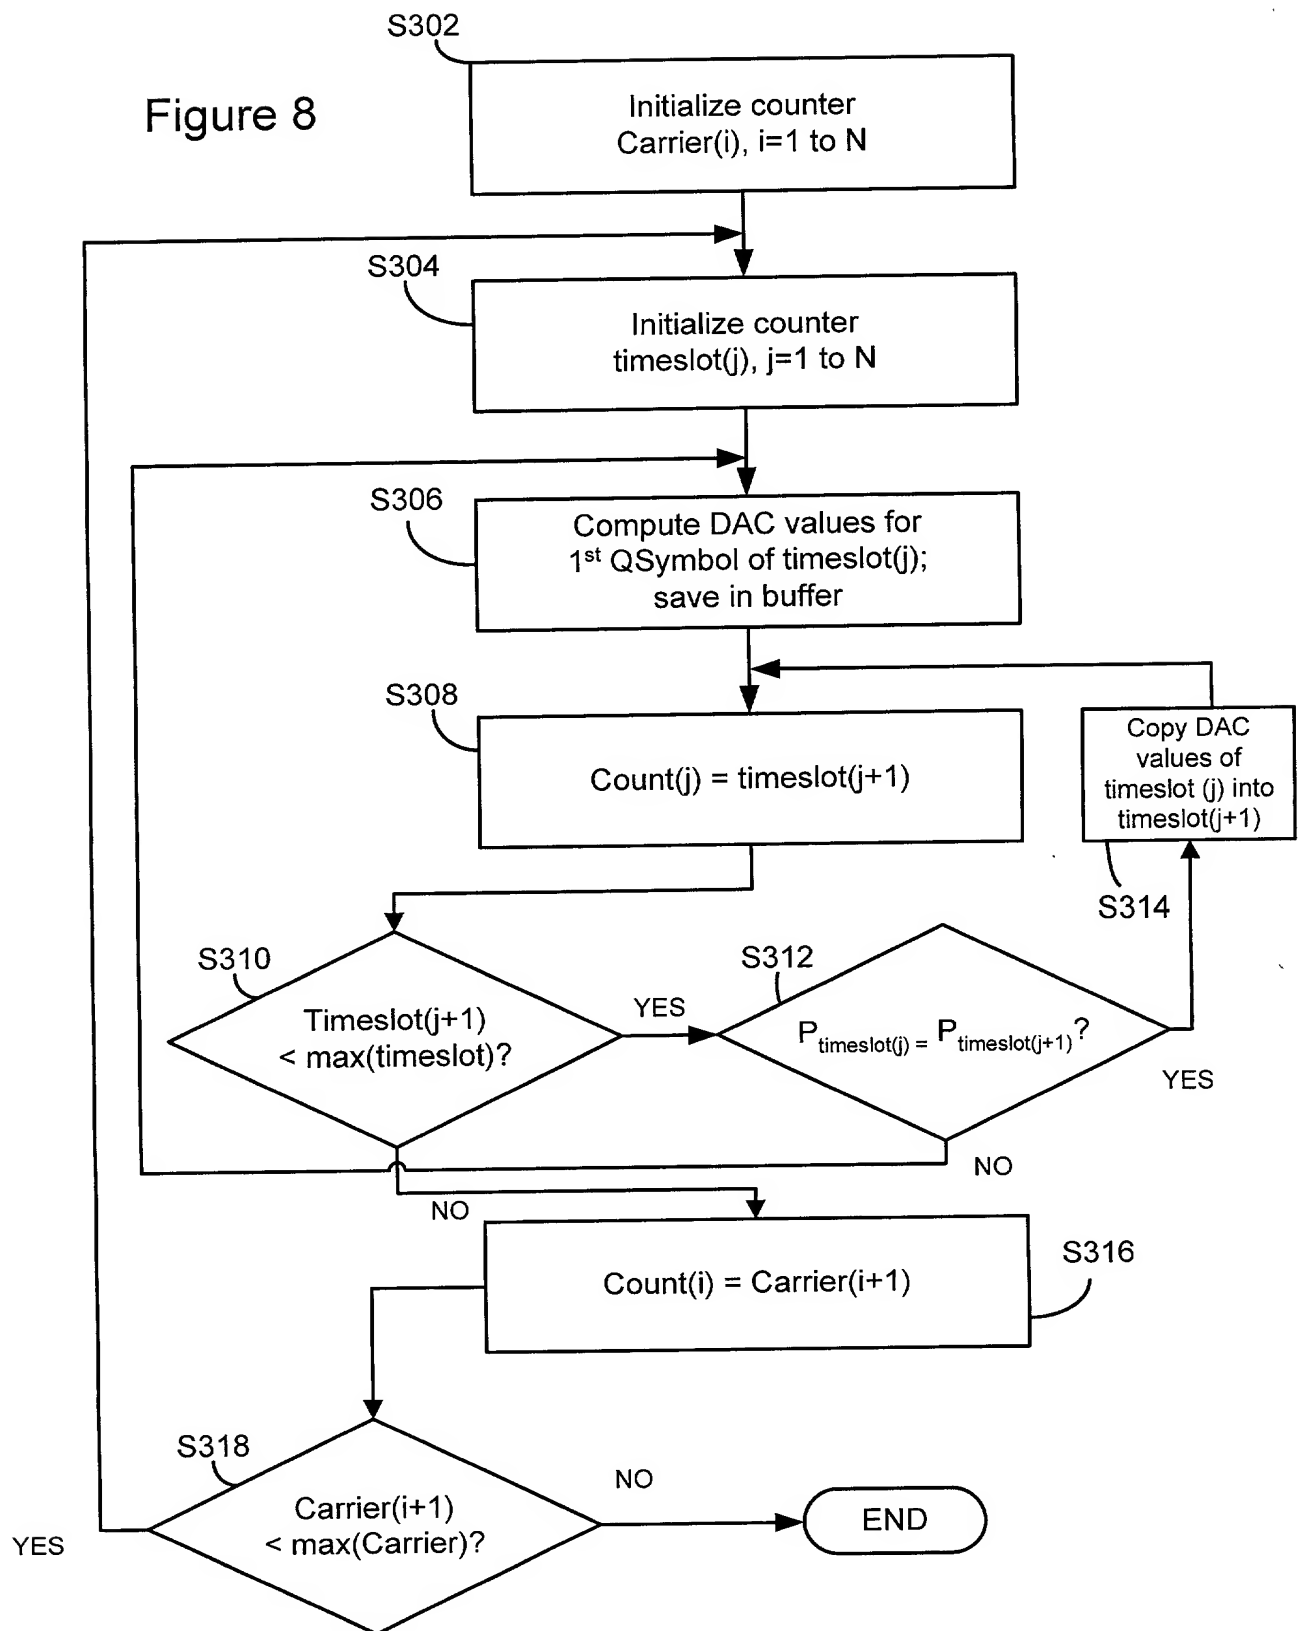 S302
Figure 8
Initialize counter
Carrier(i), i=1 to N
S304
Initialize counter
timeslot(j), j=1 to N
S306
Compute DAC values for
1st QSymbol of timeslot(j);
save in buffer
S308
Count(j) = timeslot(j+1)
Copy DAC
values of
timeslot (j) into
timeslot(j+1)
S314
S310
Timeslot(j+1)
< max(timeslot)?
YES
S312
Ptimeslot(j) = Ptimeslot(j+1)?
YES
NO
NO
Count(i) = Carrier(i+1)
S316
S318
Carrier(i+1)
< max(Carrier)?
YES
NO
END